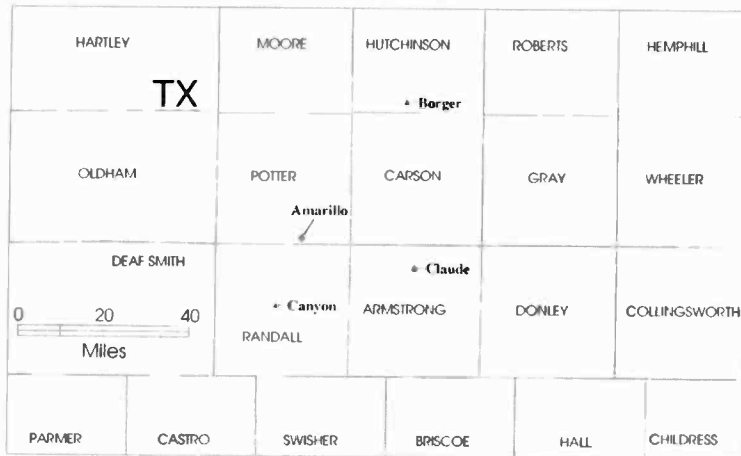 HARTLEY
MOORE
HUTCHINSON
ROBERTS
HEMPHILL
TX
Borger
OLDHAM
POTTER
CARSON
GRAY
WHEELER
Amarillo
DEAF SMITH
Claude
Canyon
ARMSTRONG
DONLEY
COLLINGSWORTH
0 20 40
Miles
RANDALL
PARMER
CASTRO
SWISHER
BRISCOE
HALL
CHILDRESS